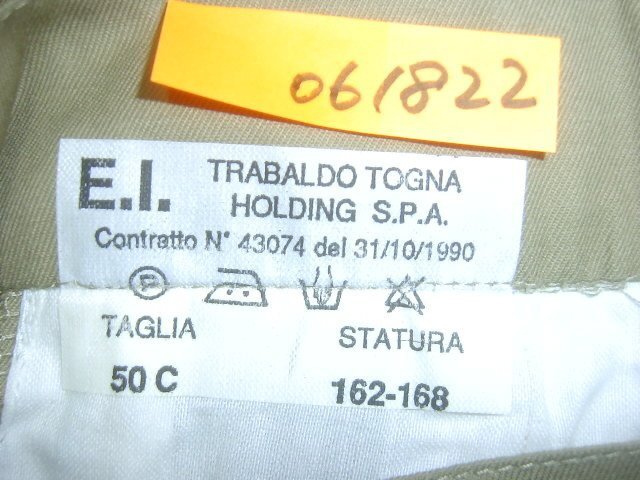 061822
E.I. TRABALDO TOGNA
HOLDING S.P.A.
Contratto N° 43074 del 31/10/1990
P
TAGLIA STATURA
50 C 162-168